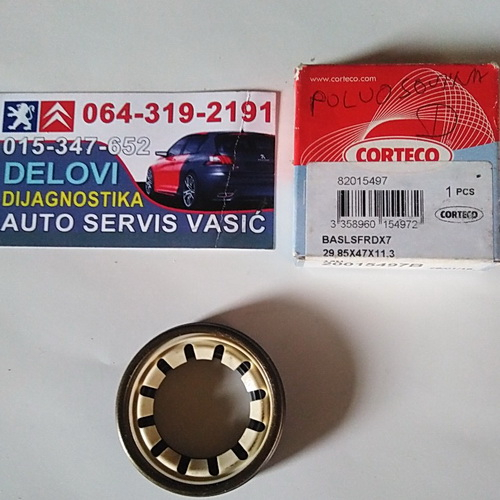 064-319-2191
015-347-652
DELOVI
DIJAGNOSTIKA
AUTO SERVIS VASIĆ
www.corteco.com
CORTECO
82015497
1 PCS
3 358960 154972
CORTECO
BASLSFRDX7
29,85X47X11,3
20015497B